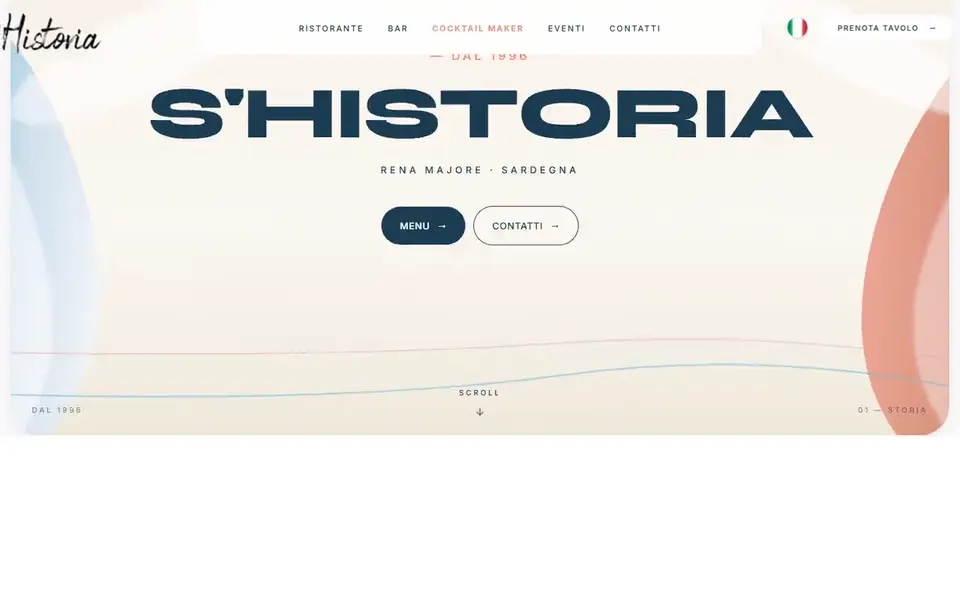 Historia
RISTORANTE BAR COCKTAIL MAKER EVENTI CONTATTI
PRENOTA TAVOLO →
— DAL 1996
S'HISTORIA
RENA MAJORE · SARDEGNA
MENU → CONTATTI →
SCROLL
↓
DAL 1996
01 — STORIA